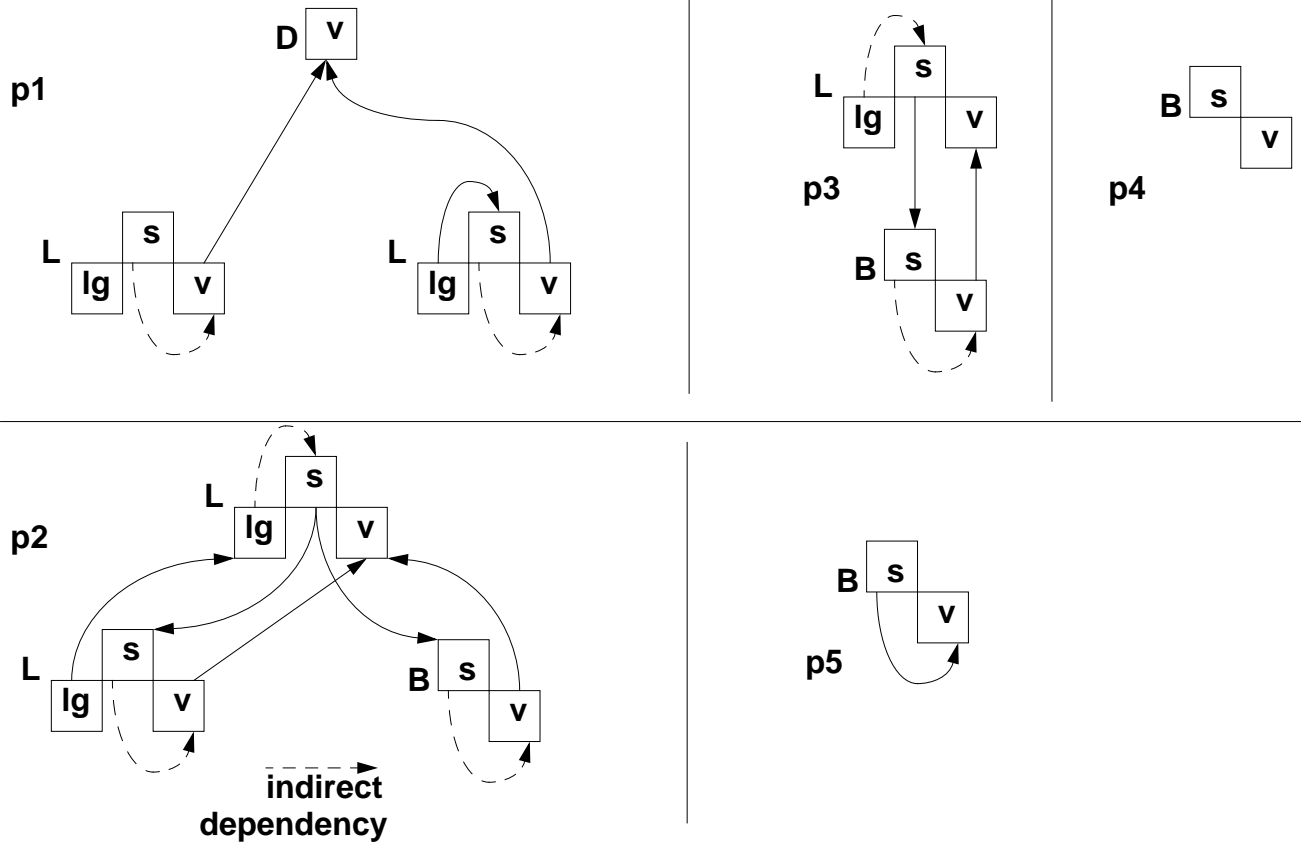 D v
p1
s
L lg v
s
L lg v
s
L lg v
p3
s
B v
s
B v
p4
s
L lg v
p2
s
L lg v
s
B v
indirect
dependency
s
B v
p5